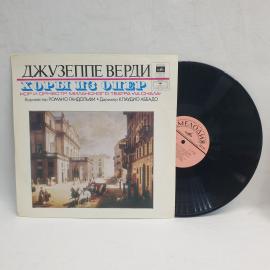 ДЖУЗЕППЕ ВЕРДИ
ХОРЫ ИЗ ОПЕР
ХОР И ОРКЕСТР МИЛАНСКОГО ТЕАТРА «ЛА СКАЛА»
Хормейстер РОМАНО ГАНДОЛЬФИ • Дирижер КЛАУДИО АББАДО
МЕЛОДИЯ